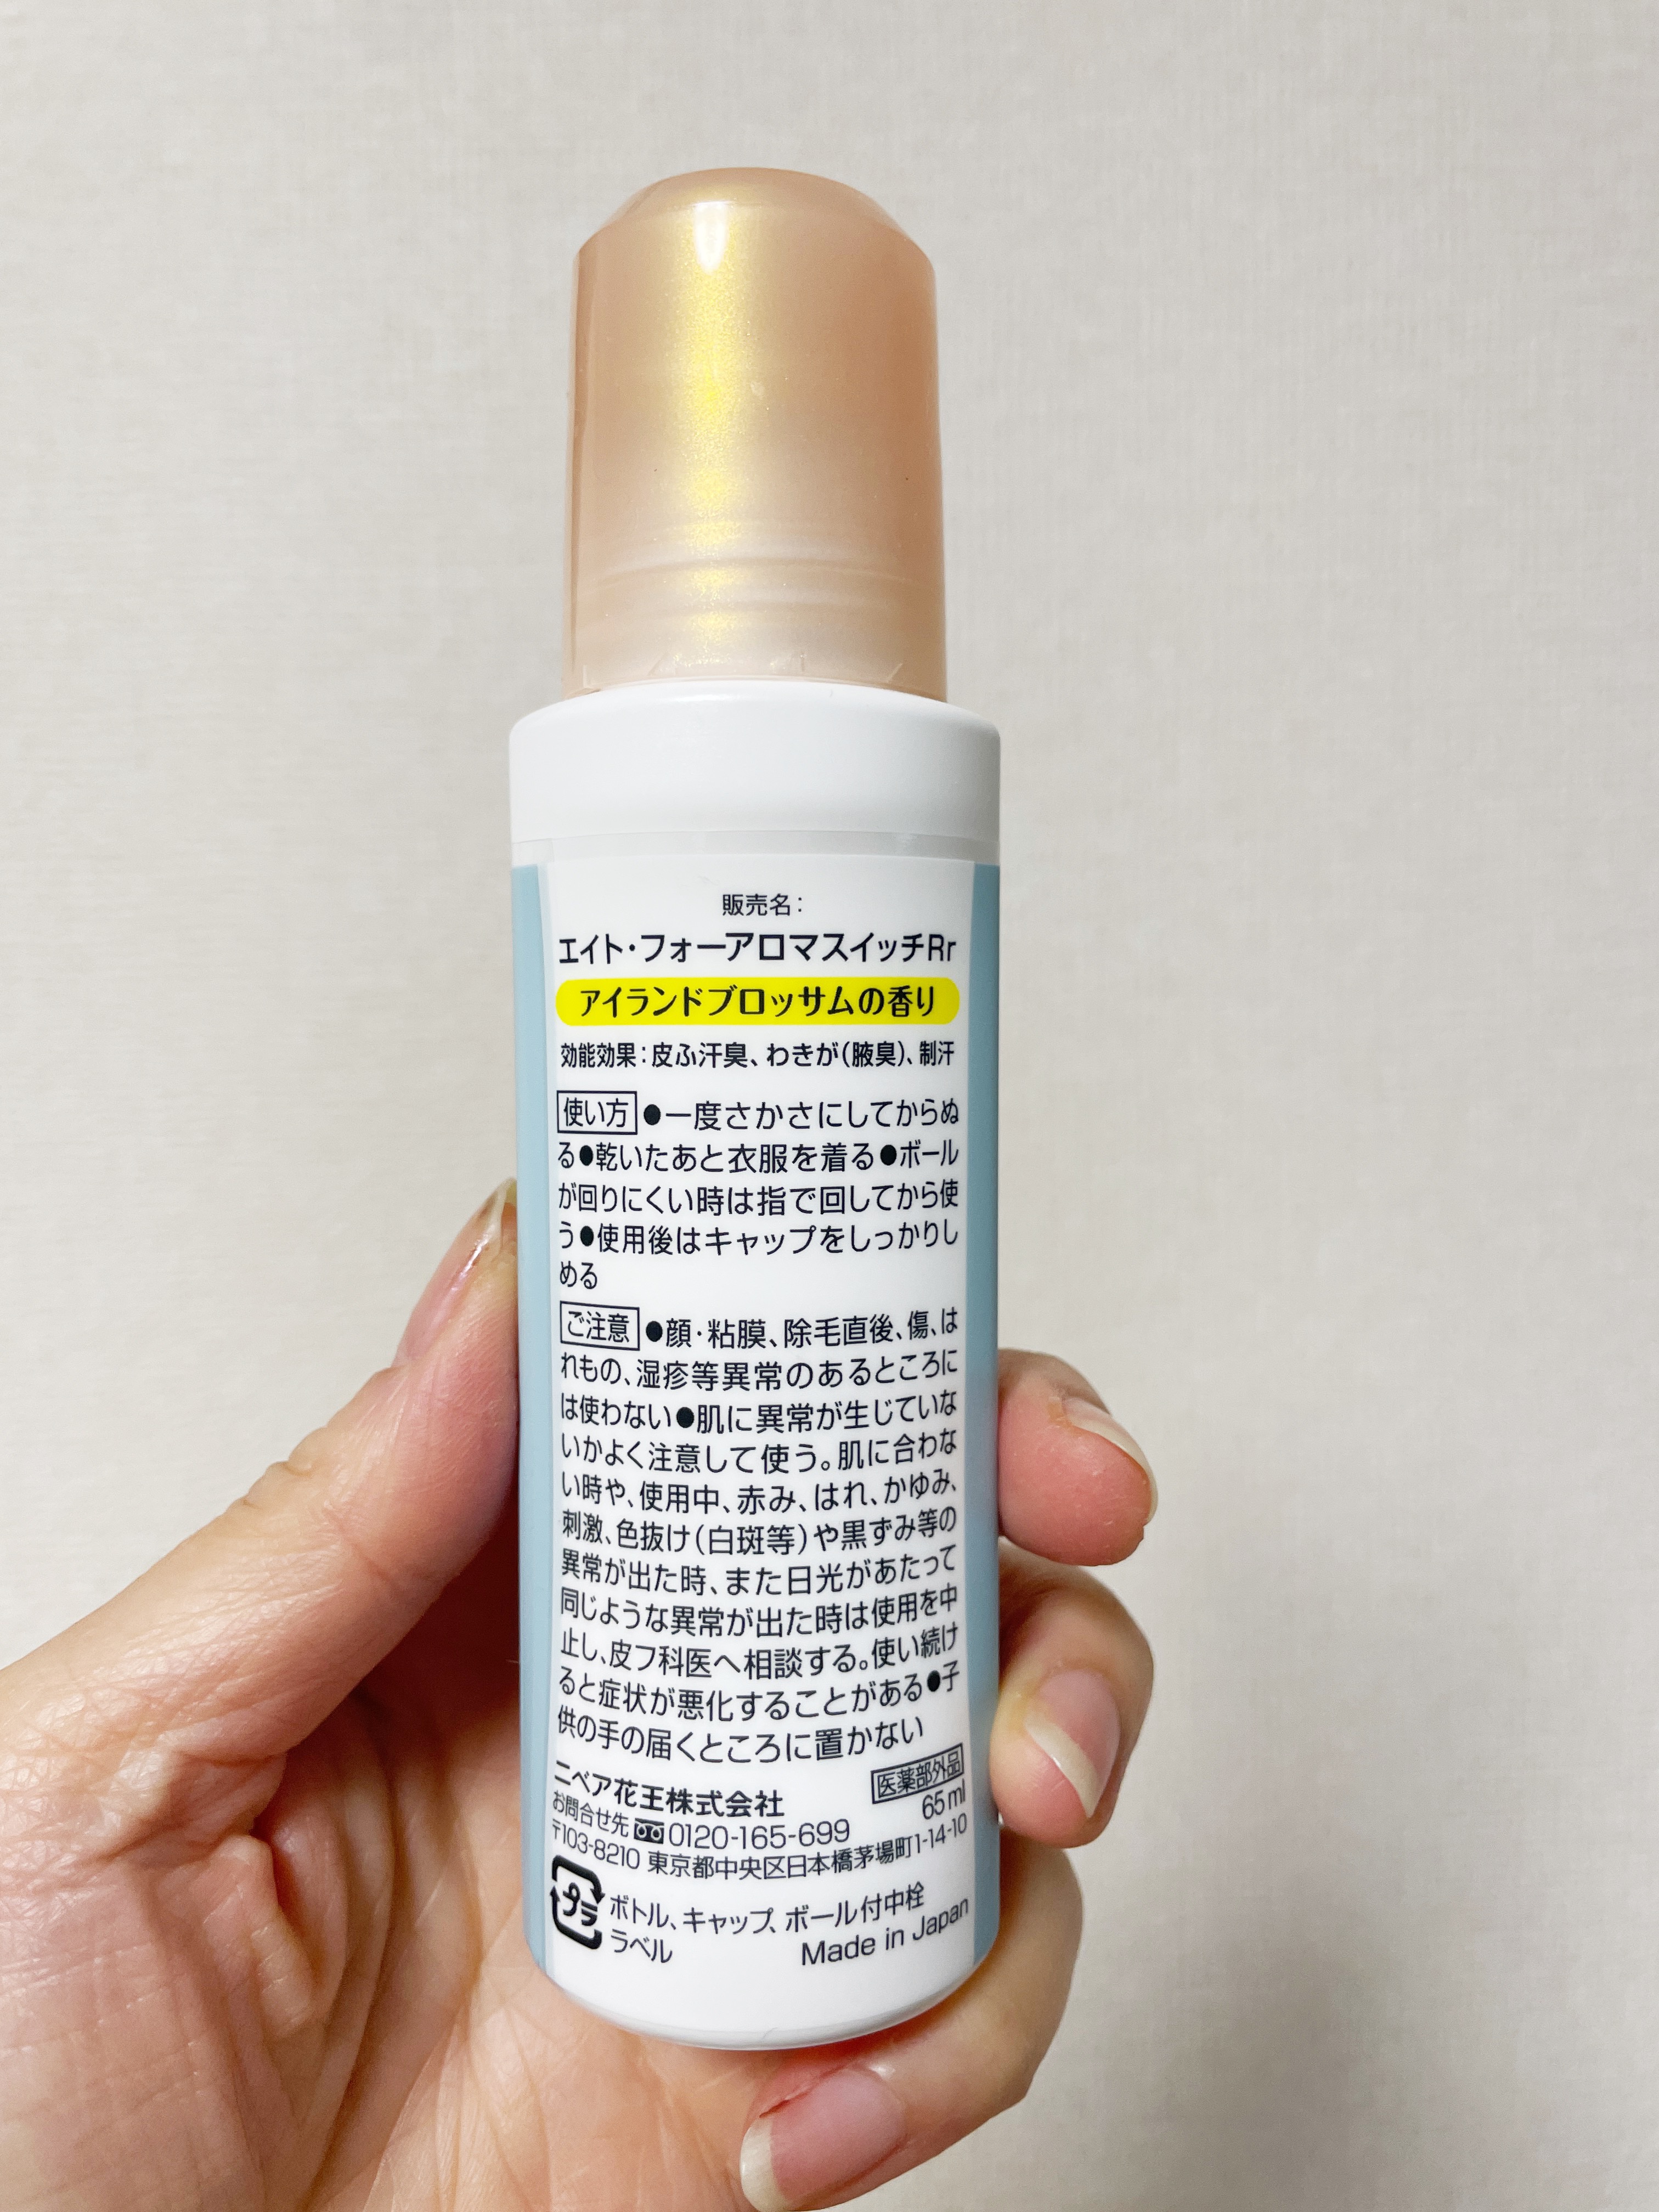 販売名：
エイト・フォーアロマスイッチRr
アイランドブロッサムの香り
効能効果：皮ふ汗臭、わきが（腋臭）、制汗
使い方 ●一度さかさにしてからぬ
る●乾いたあと衣服を着る●ボール
が回りにくい時は指で回してから使
う●使用後はキャップをしっかりし
める
ご注意 ●顔・粘膜、除毛直後、傷、は
れもの、湿疹等異常のあるところに
は使わない●肌に異常が生じていな
いかよく注意して使う。肌に合わな
い時や、使用中、赤み、はれ、かゆみ、
刺激、色抜け（白斑等）や黒ずみ等の
異常が出た時、また日光があたって
同じような異常が出た時は使用を中
止し、皮フ科医へ相談する。使い続け
ると症状が悪化することがある●子
供の手の届くところに置かない
ニベア花王株式会社 医薬部外品
65ml
お問合せ先 0120-165-699
〒103-8210 東京都中央区日本橋茅場町1-14-10
プラ ボトル、キャップ、ボール付中栓
ラベル Made in Japan